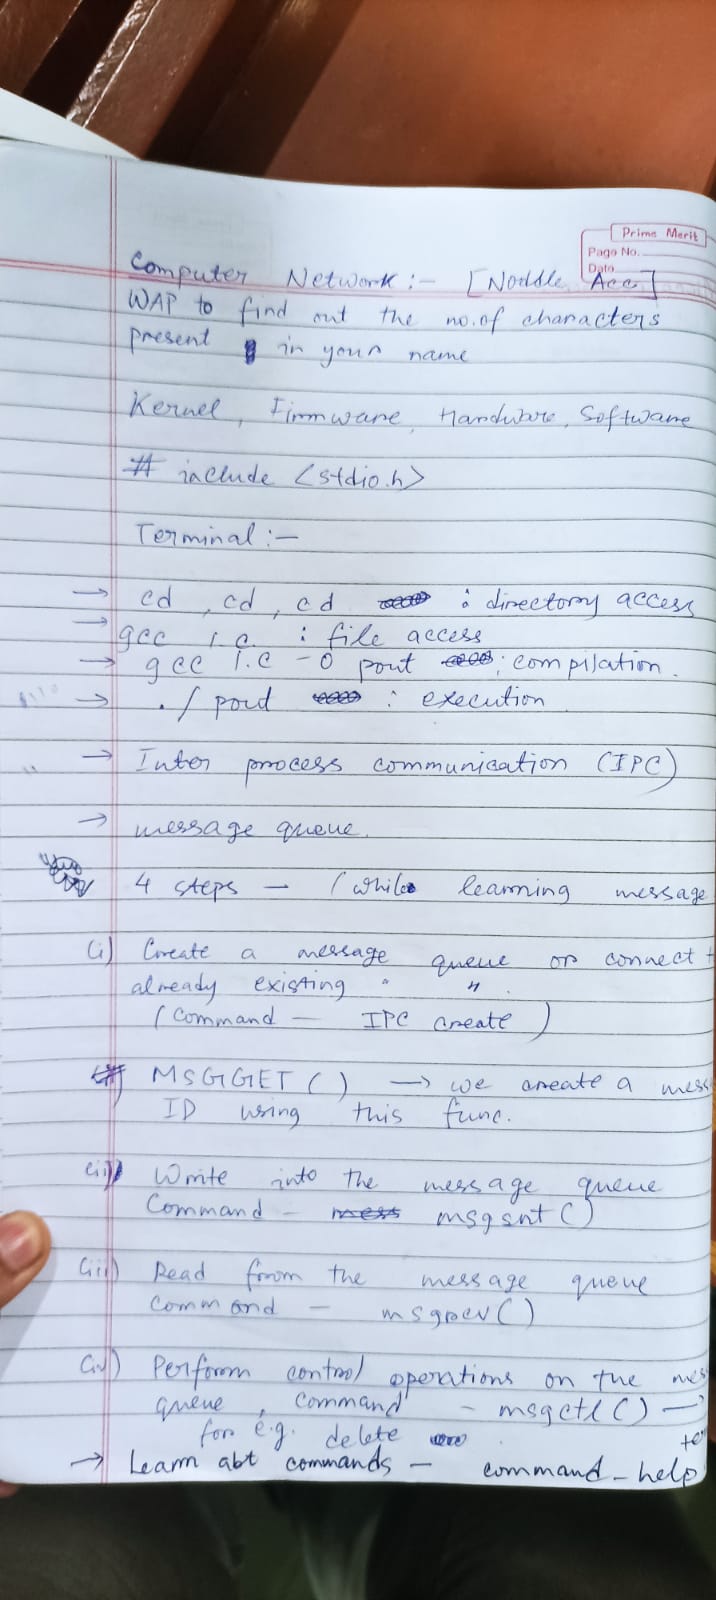 Prime Merit
Page No.
Date
Computer Network :- [Noddle Acc]
WAP to find out the no. of characters
present in your name
Kernel, Firmware, Hardware, Software
# include <stdio.h>
Terminal :-
→ cd , cd , cd : directory access
→ gcc 1.c. : file access
→ gcc 1.c -O pout : compilation.
→ ./ pout : execution
→ Inter process communication (IPC)
→ message queue.
4 steps - (while learning message
(i) Create a message queue or connect t
already existing " " .
(Command - IPC create)
MSGGET () → we create a mess
ID using this func.
(ii) Write into the message queue
Command - msgsnt ()
(iii) Read from the message queue
Command - msgrcv ()
(iv) Perform control operations on the mes
queue , command - msgctl () →
for e.g. delete
→ Learn abt commands - command - help